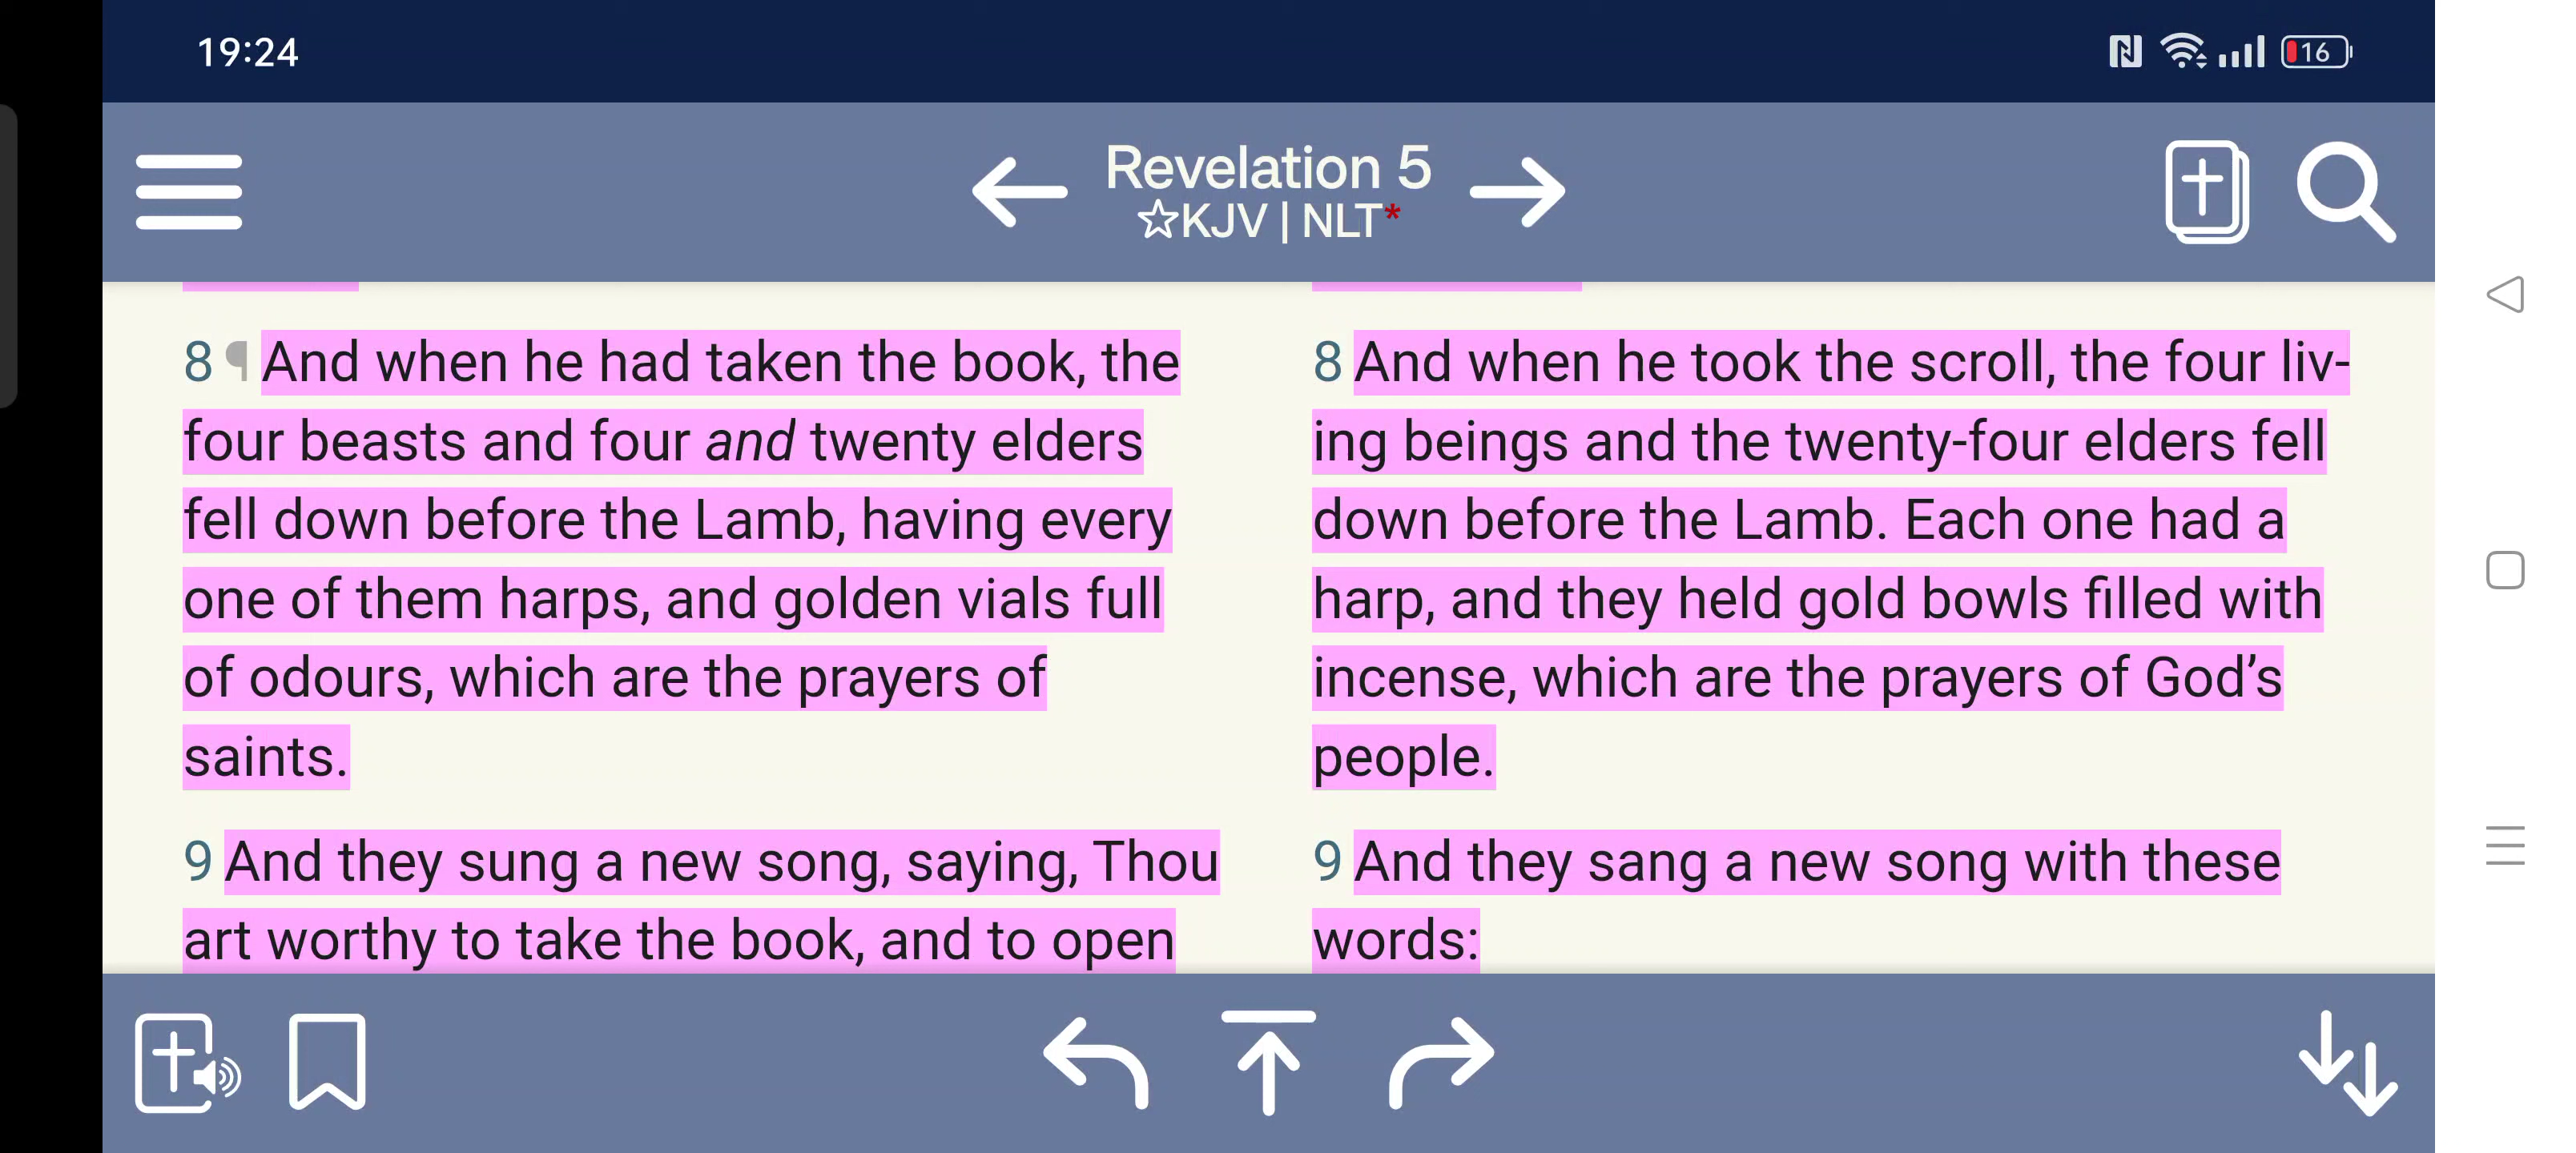 19:24
16
Revelation 5
☆KJV | NLT*
8 ¶ And when he had taken the book, the
four beasts and four and twenty elders
fell down before the Lamb, having every
one of them harps, and golden vials full
of odours, which are the prayers of
saints.
9 And they sung a new song, saying, Thou
art worthy to take the book, and to open
8 And when he took the scroll, the four liv-
ing beings and the twenty-four elders fell
down before the Lamb. Each one had a
harp, and they held gold bowls filled with
incense, which are the prayers of God’s
people.
9 And they sang a new song with these
words: